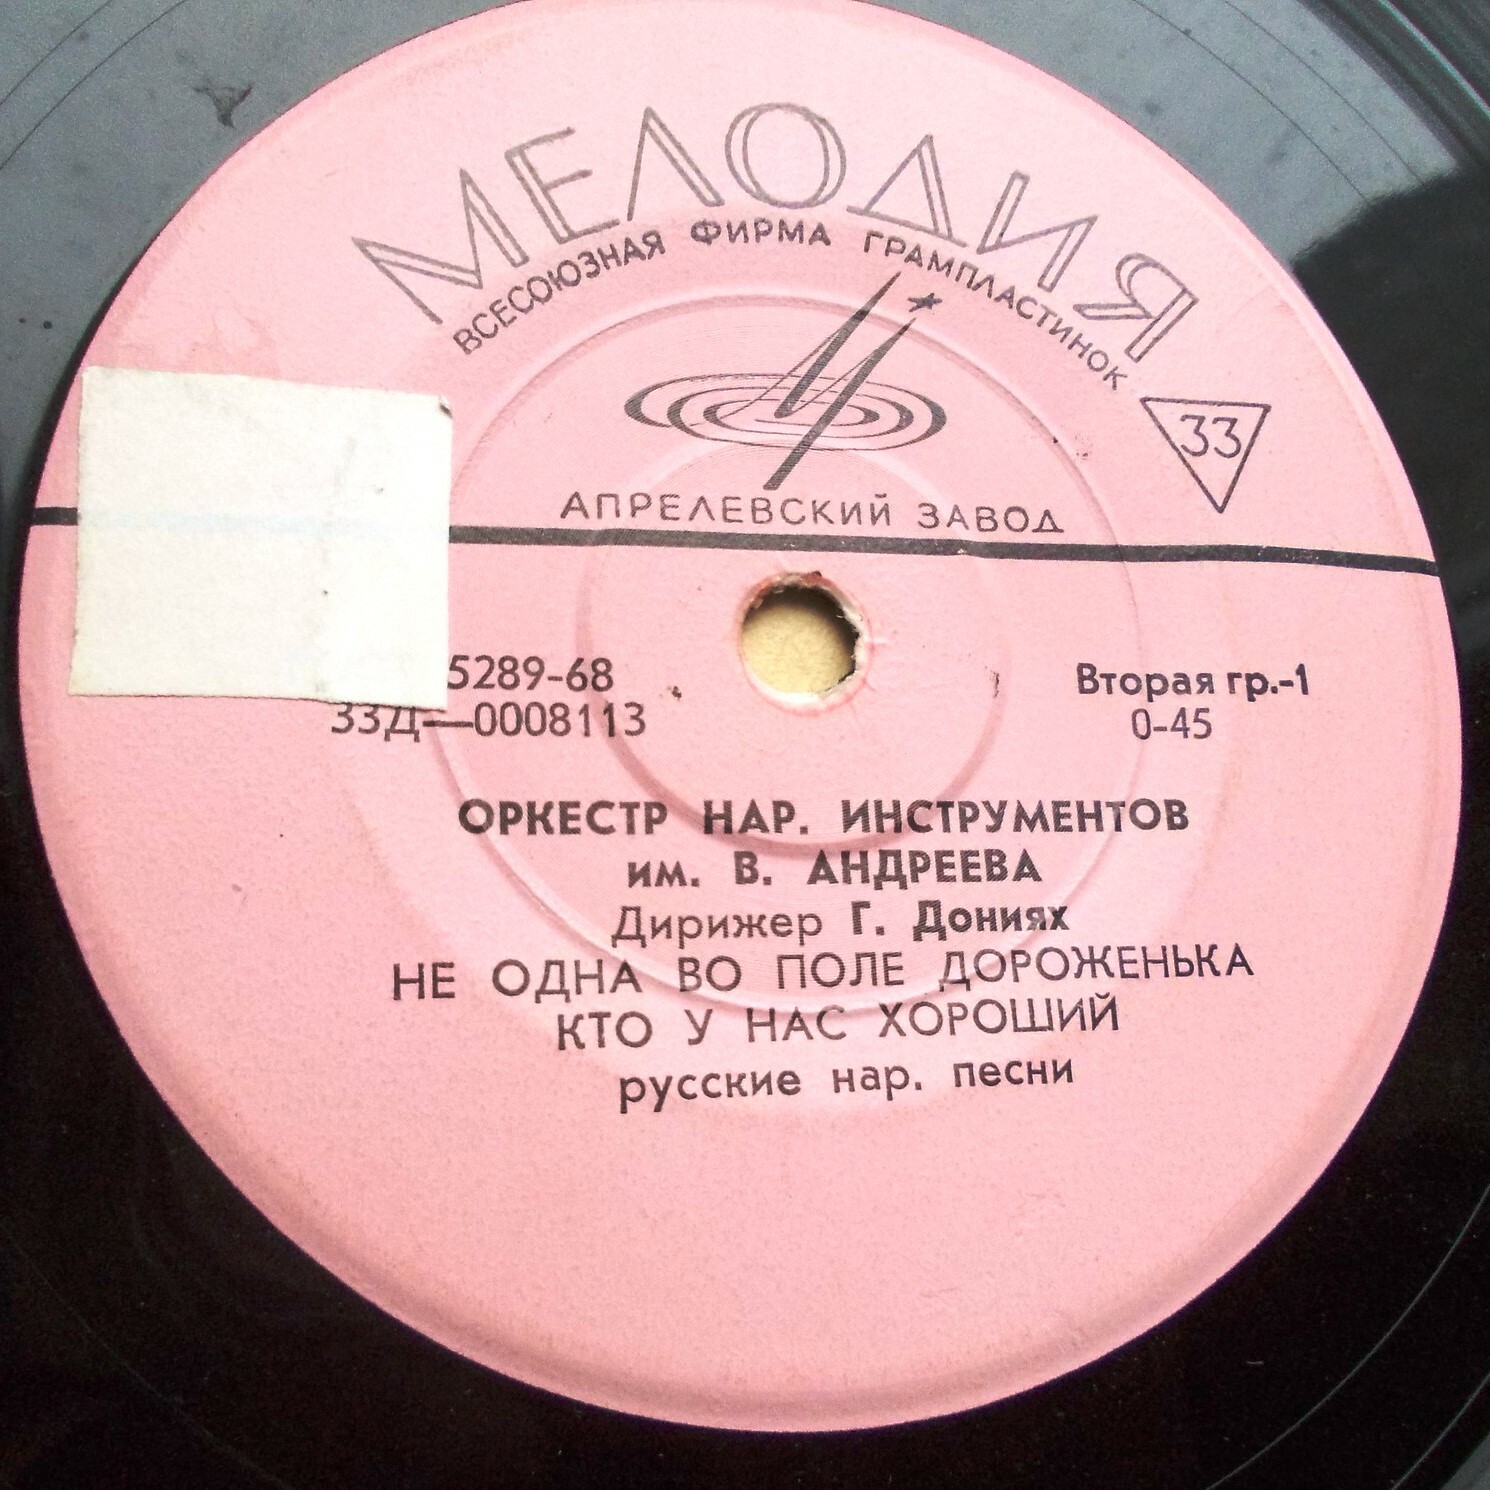 МЕЛОДИЯ
ВСЕСОЮЗНАЯ ФИРМА ГРАМПЛАСТИНОК
33
АПРЕЛЕВСКИЙ ЗАВОД
5289-68
Вторая гр.-1
33Д—0008113
0-45
ОРКЕСТР НАР. ИНСТРУМЕНТОВ
им. В. АНДРЕЕВА
Дирижер Г. Дониях
НЕ ОДНА ВО ПОЛЕ ДОРОЖЕНЬКА
КТО У НАС ХОРОШИЙ
русские нар. песни